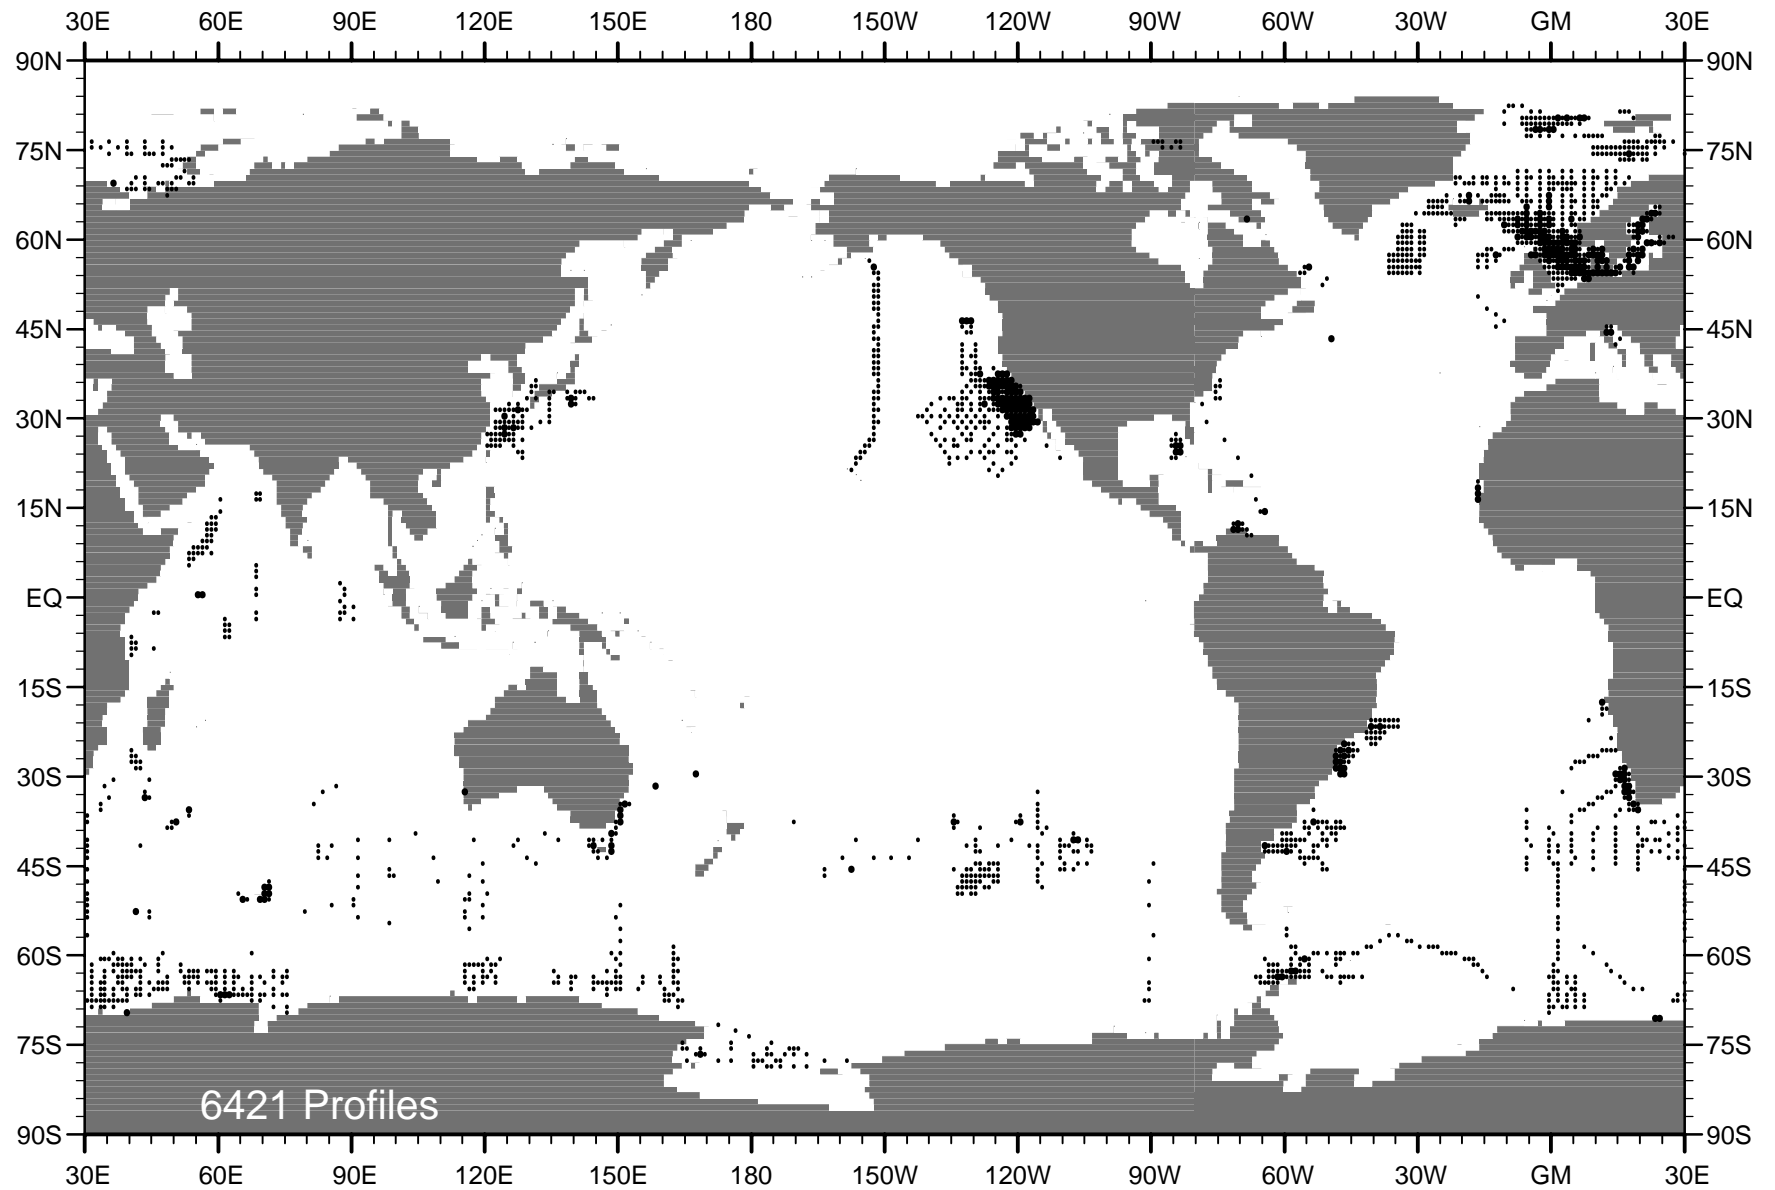 30E 60E 90E 120E 150E 180 150W 120W 90W 60W 30W GM 30E
90N 90N
75N 75N
60N 60N
45N 45N
30N 30N
15N 15N
EQ EQ
15S 15S
30S 30S
45S 45S
60S 60S
75S 75S
6421 Profiles
90S 90S
30E 60E 90E 120E 150E 180 150W 120W 90W 60W 30W GM 30E